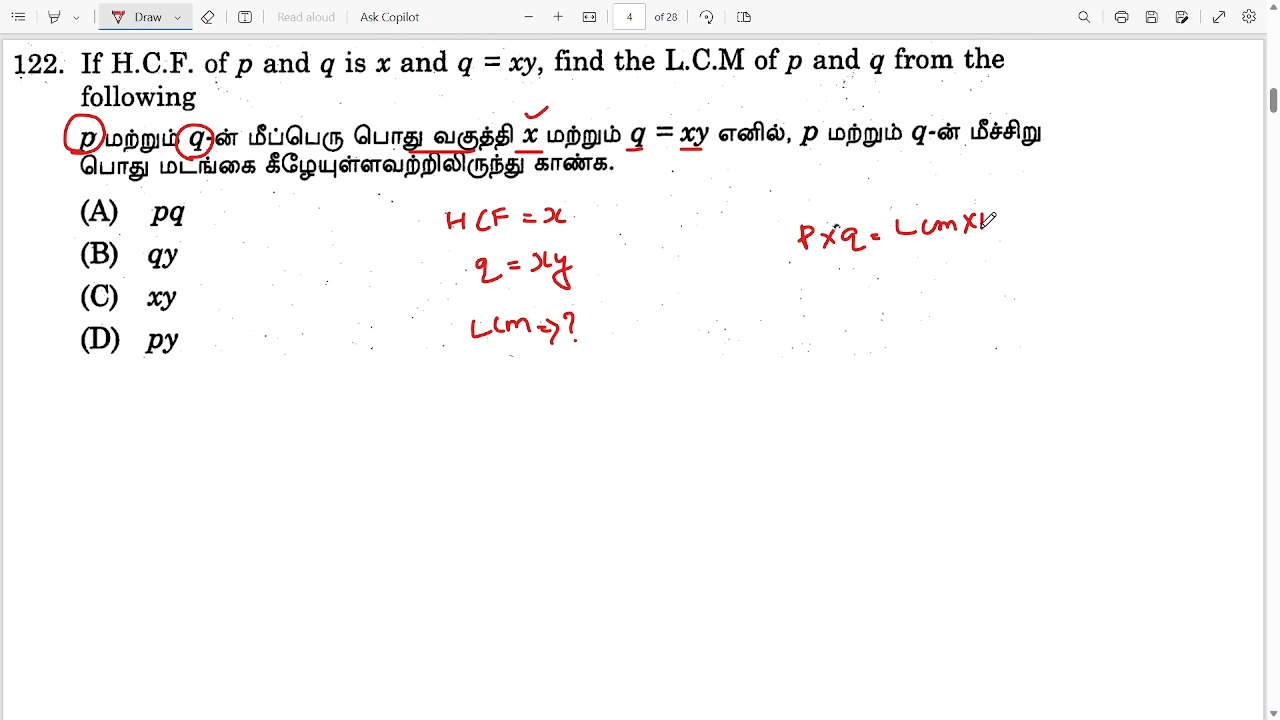 Draw
Read aloud
Ask Copilot
4
of 28
122. If H.C.F. of p and q is x and q = xy, find the L.C.M of p and q from the
following
p மற்றும் q-ன் மீப்பெரு பொது வகுத்தி x மற்றும் q = xy எனில், p மற்றும் q-ன் மீச்சிறு
பொது மடங்கை கீழேயுள்ளவற்றிலிருந்து காண்க.
(A) pq
(B) qy
(C) xy
(D) py
HCF = x
q = xy
LCM => ?
P x q = LCM x